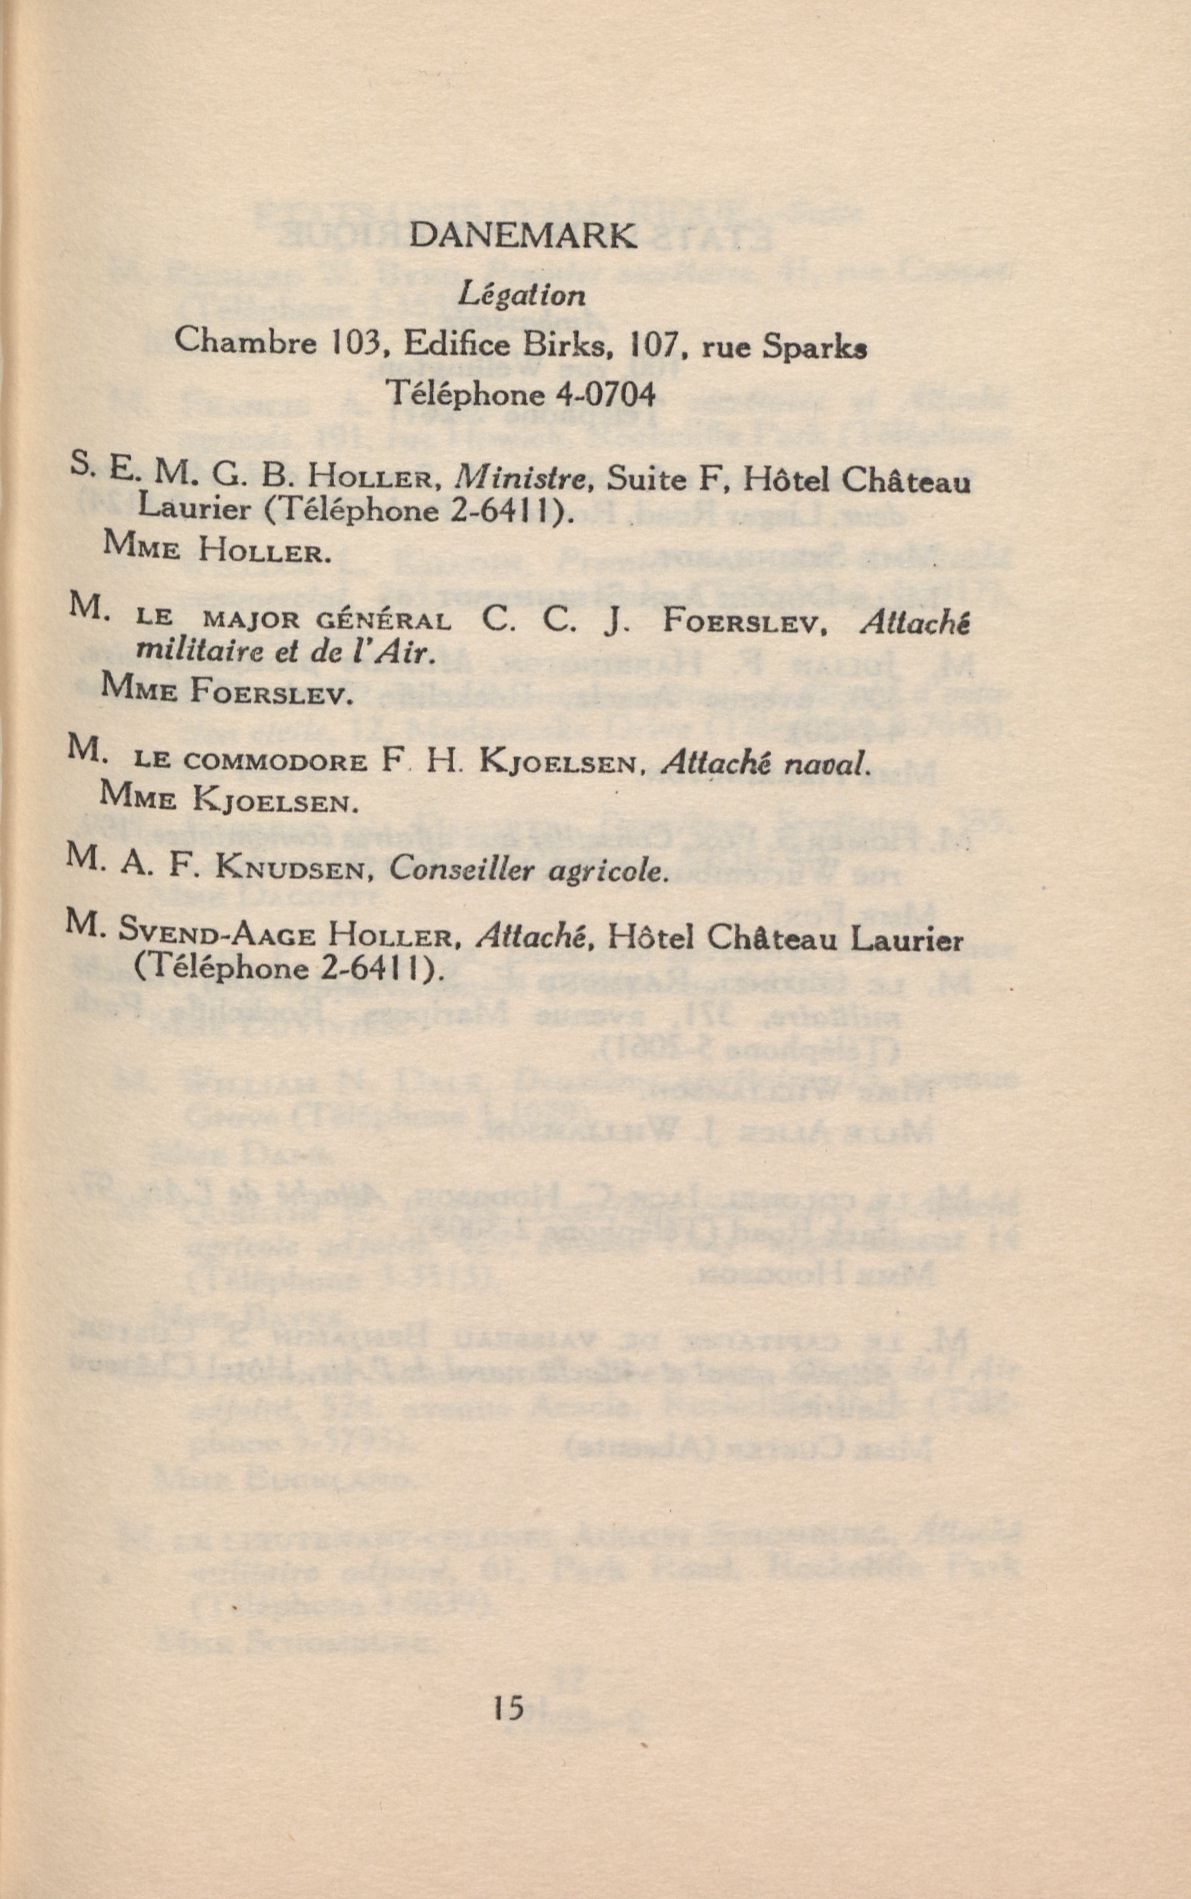 DANEMARK
Légation
Chambre 103, Edifice Birks, 107, rue Sparks
Téléphone 4-0704
S. E. M. G. B. HOLLER, Ministre, Suite F, Hôtel Château
Laurier (Téléphone 2-6411).
MME HOLLER.
M. LE MAJOR GÉNÉRAL C. C. J. FOERSLEV, Attaché
militaire et de l'Air.
MME FOERSLEV.
M. LE COMMODORE F. H. KJOELSEN, Attaché naval.
MME KJOELSEN.
M. A. F. KNUDSEN, Conseiller agricole.
M. SVEND-AAGE HOLLER, Attaché, Hôtel Château Laurier
(Téléphone 2-6411).
15